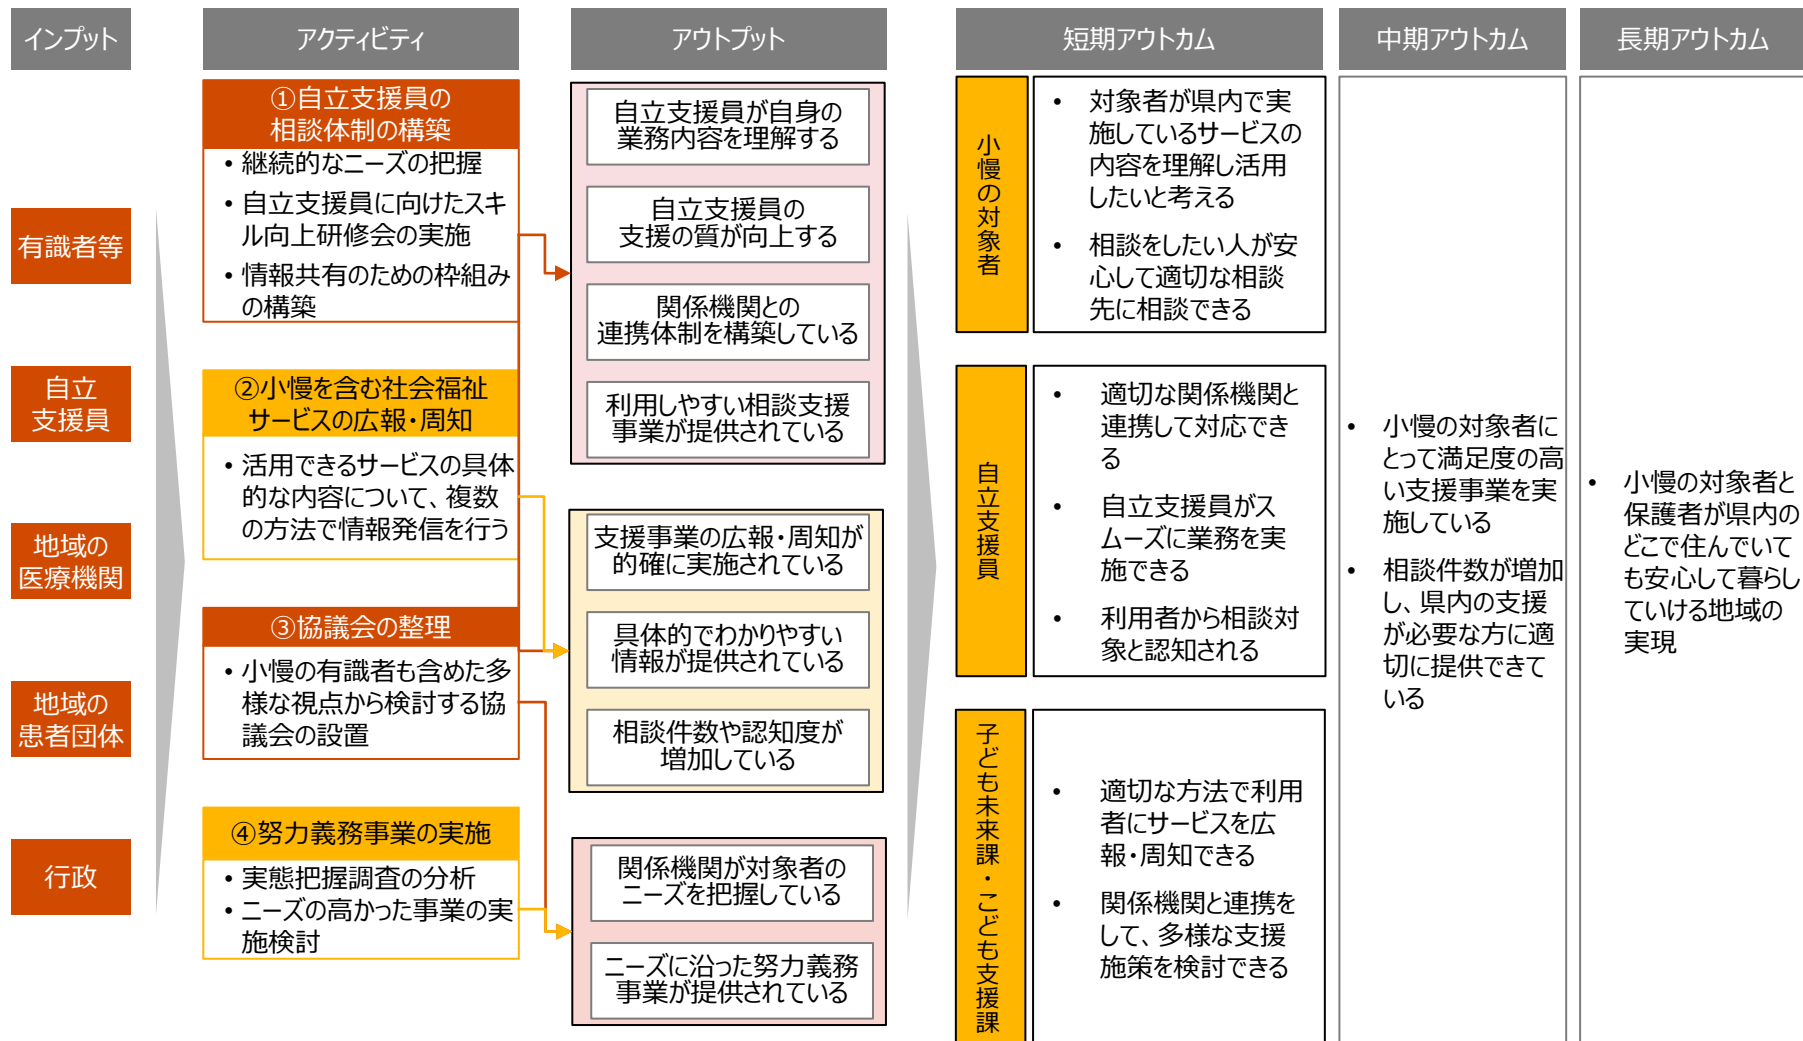 インプット
アクティビティ
アウトプット
短期アウトカム
中期アウトカム
長期アウトカム
有識者等
自立
支援員
地域の
医療機関
地域の
患者団体
行政
①自立支援員の
相談体制の構築
• 継続的なニーズの把握
• 自立支援員に向けたスキ
ル向上研修会の実施
• 情報共有のための枠組み
の構築
②小慢を含む社会福祉
サービスの広報・周知
• 活用できるサービスの具体
的な内容について、複数
の方法で情報発信を行う
③協議会の整理
• 小慢の有識者も含めた多
様な視点から検討する協
議会の設置
④努力義務事業の実施
• 実態把握調査の分析
• ニーズの高かった事業の実
施検討
自立支援員が自身の
業務内容を理解する
自立支援員の
支援の質が向上する
関係機関との
連携体制を構築している
利用しやすい相談支援
事業が提供されている
支援事業の広報・周知が
的確に実施されている
具体的でわかりやすい
情報が提供されている
相談件数や認知度が
増加している
関係機関が対象者の
ニーズを把握している
ニーズに沿った努力義務
事業が提供されている
小慢の対象者
• 対象者が県内で実
施しているサービスの
内容を理解し活用
したいと考える
• 相談をしたい人が安
心して適切な相談
先に相談できる
自立支援員
• 適切な関係機関と
連携して対応でき
る
• 自立支援員がス
ムーズに業務を実
施できる
• 利用者から相談対
象と認知される
子ども未来課・こども支援課
• 適切な方法で利用
者にサービスを広
報・周知できる
• 関係機関と連携を
して、多様な支援
施策を検討できる
• 小慢の対象者に
とって満足度の高
い支援事業を実
施している
• 相談件数が増加
し、県内の支援
が必要な方に適
切に提供できて
いる
• 小慢の対象者と
保護者が県内の
どこで住んでいて
も安心して暮らし
ていける地域の
実現